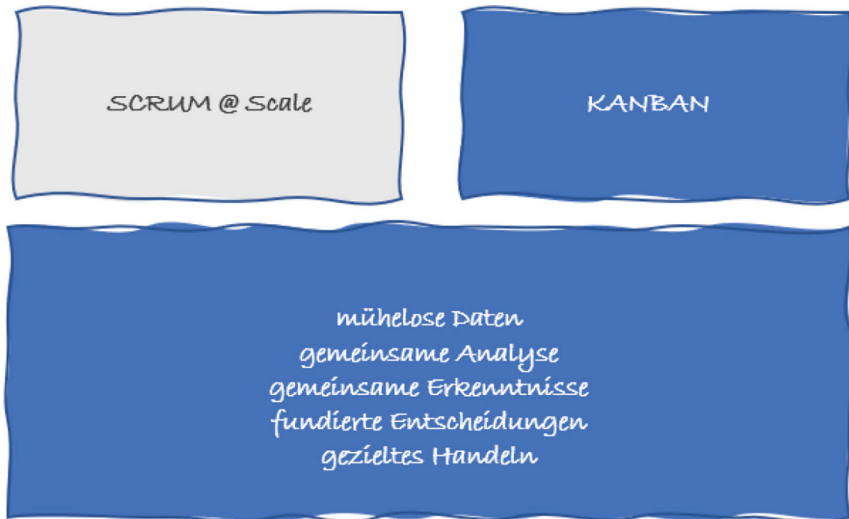 SCRUM @ Scale
KANBAN
mühelose Daten
gemeinsame Analyse
gemeinsame Erkenntnisse
fundierte Entscheidungen
gezieltes Handeln